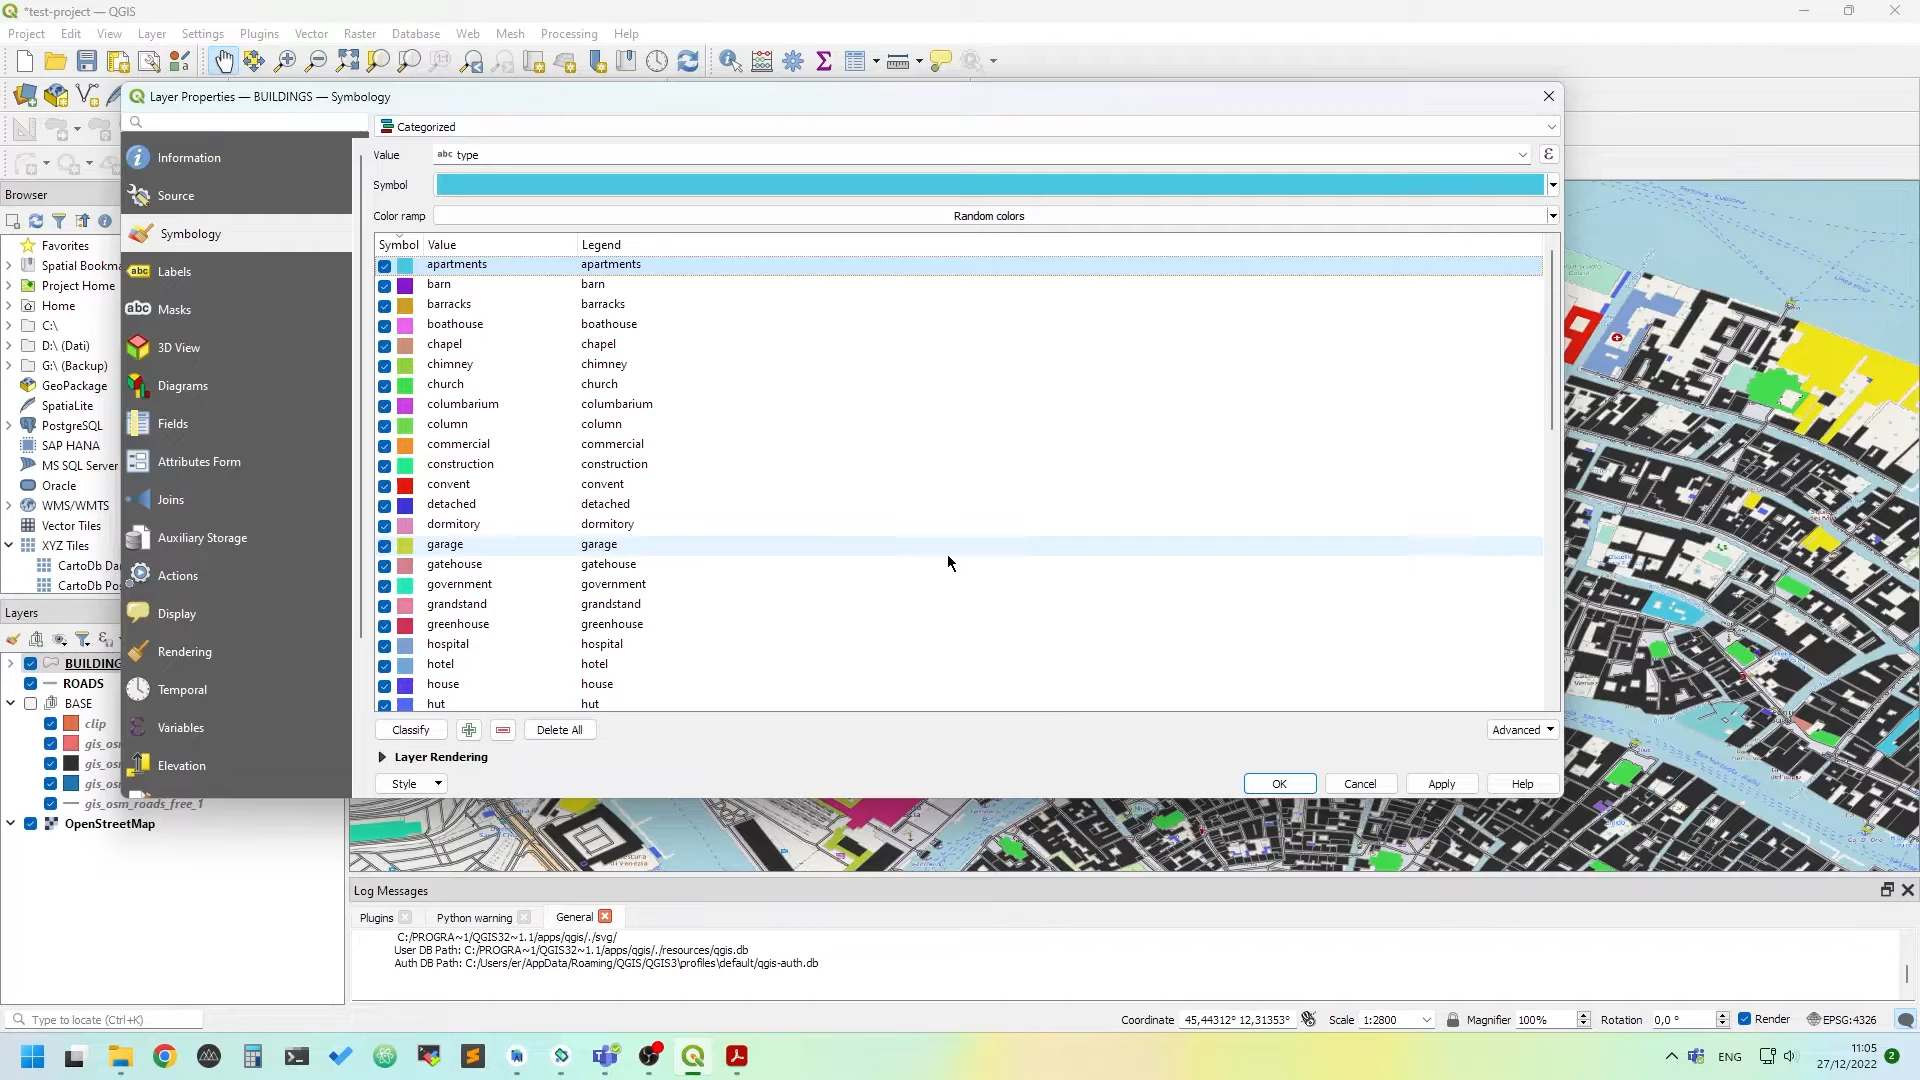 *test-project — QGIS
Project Edit View Layer Settings Plugins Vector Raster Database Web Mesh Processing Help
Layer Properties — BUILDINGS — Symbology
Information
Source
Symbology
Labels
Masks
3D View
Diagrams
Fields
Attributes Form
Joins
Auxiliary Storage
Actions
Display
Rendering
Temporal
Variables
Elevation
Categorized
Value abc type
Symbol
Color ramp Random colors
Symbol Value Legend
apartments apartments
barn barn
barracks barracks
boathouse boathouse
chapel chapel
chimney chimney
church church
columbarium columbarium
column column
commercial commercial
construction construction
convent convent
detached detached
dormitory dormitory
garage garage
gatehouse gatehouse
government government
grandstand grandstand
greenhouse greenhouse
hospital hospital
hotel hotel
house house
hut hut
Classify Delete All Advanced
Layer Rendering
Style OK Cancel Apply Help
Browser
Favorites
Spatial Bookma
Project Home
Home
C:\
D:\ (Dati)
G:\ (Backup)
GeoPackage
SpatiaLite
PostgreSQL
SAP HANA
MS SQL Server
Oracle
WMS/WMTS
Vector Tiles
XYZ Tiles
CartoDb Da
CartoDb Po
Layers
BUILDING
ROADS
BASE
clip
gis_osm
gis_os
gis_os
gis_osm_roads_free_1
OpenStreetMap
Log Messages
Plugins Python warning General
C:/PROGRA~1/QGIS32~1.1/apps/qgis/./svg/
User DB Path: C:/PROGRA~1/QGIS32~1.1/apps/qgis/./resources/qgis.db
Auth DB Path: C:/Users/er/AppData/Roaming/QGIS/QGIS3\profiles\default/qgis-auth.db
Type to locate (Ctrl+K) Coordinate 45,44312° 12,31353° Scale 1:2800 Magnifier 100% Rotation 0,0 ° Render EPSG:4326
ENG 11:05
27/12/2022 2